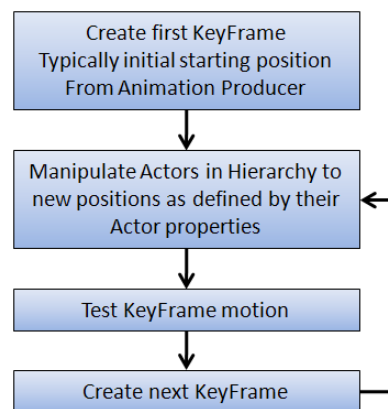 Create first KeyFrame
Typically initial starting position
From Animation Producer
Manipulate Actors in Hierarchy to
new positions as defined by their
Actor properties
Test KeyFrame motion
Create next KeyFrame